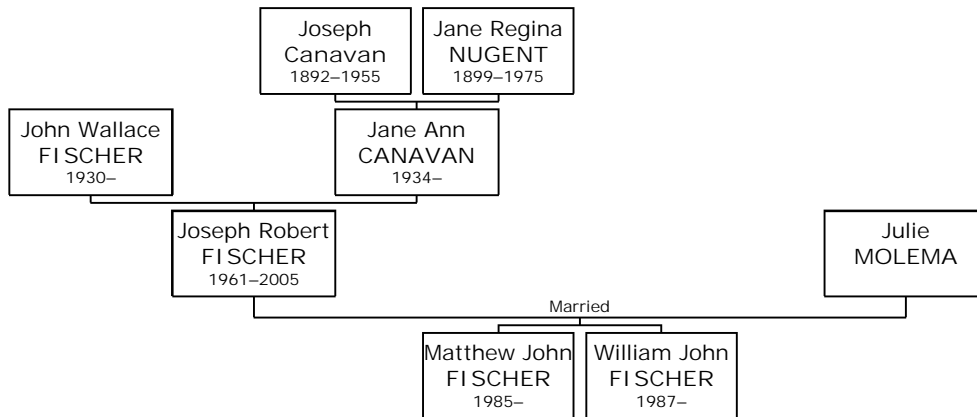 Joseph
Canavan
1892–1955
Jane Regina
NUGENT
1899–1975
John Wallace
FISCHER
1930–
Jane Ann
CANAVAN
1934–
Joseph Robert
FISCHER
1961–2005
Julie
MOLEMA
Married
Matthew John
FISCHER
1985–
William John
FISCHER
1987–